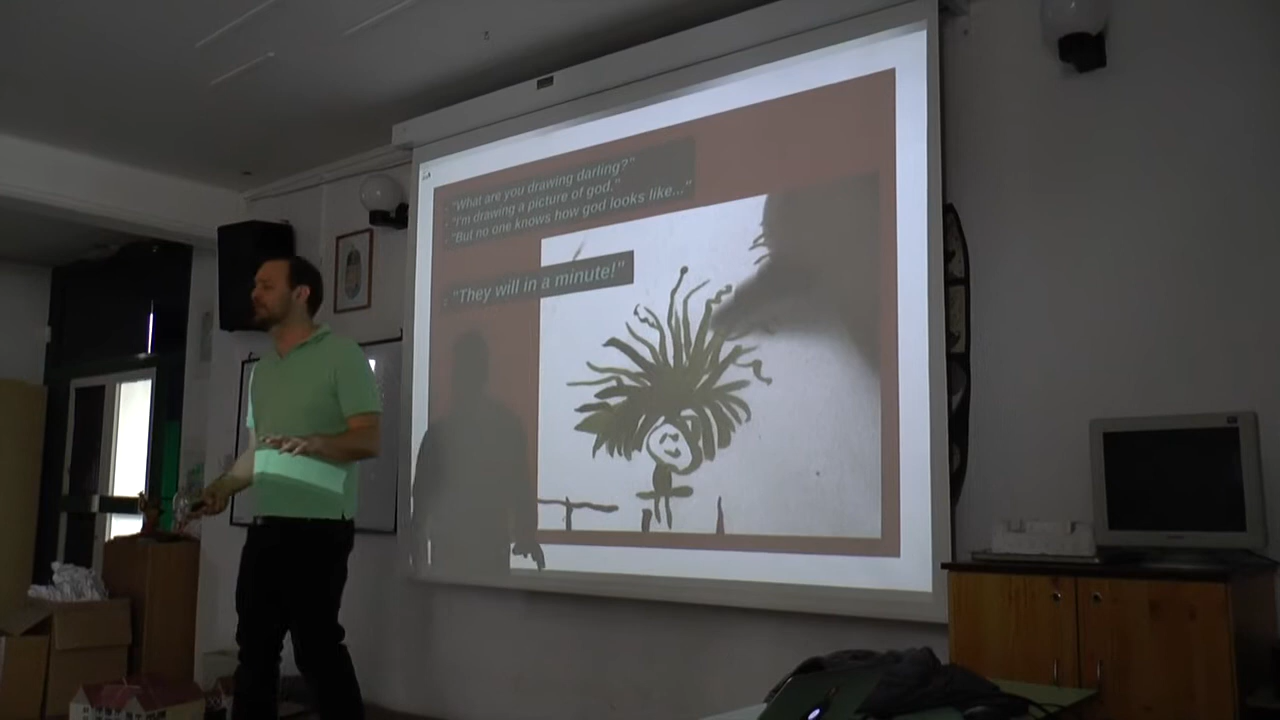 "What are you drawing darling?"
"I'm drawing a picture of god."
"But no one knows how god looks like..."
"They will in a minute!"